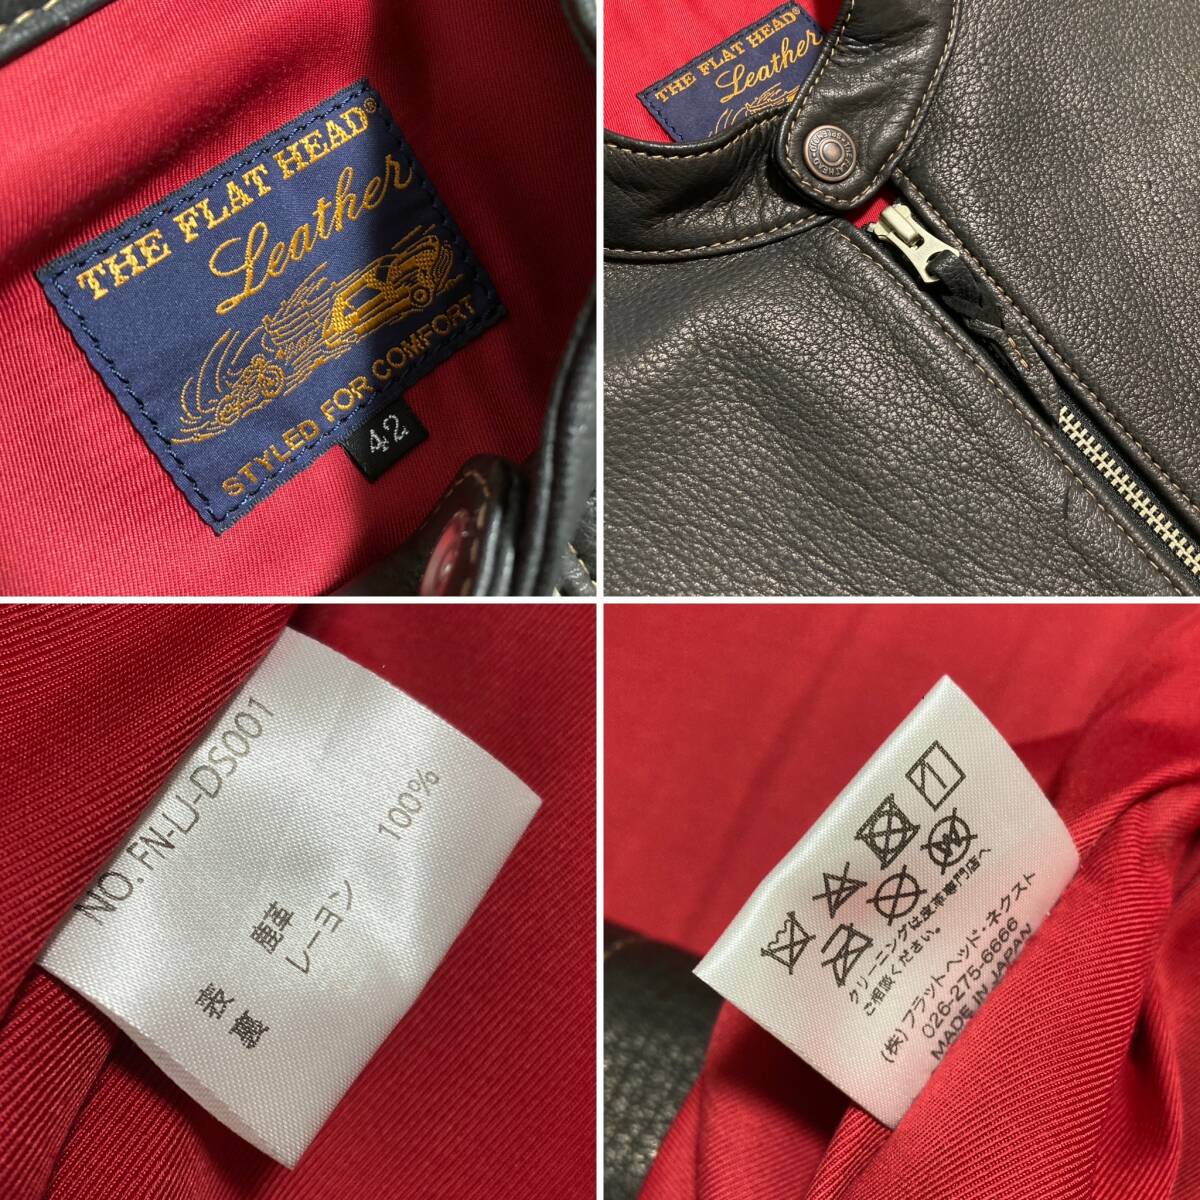 THE FLAT HEAD®
Leather
STYLED FOR COMFORT
42
THE FLAT HEAD®
Leather
NO. FN-LJ-DS001
表 鹿革
裏 レーヨン 100%
クリーニングは皮革専門店へ
ご相談ください。
(株)フラットヘッド・ネクスト
026-275-6666
MADE IN JAPAN